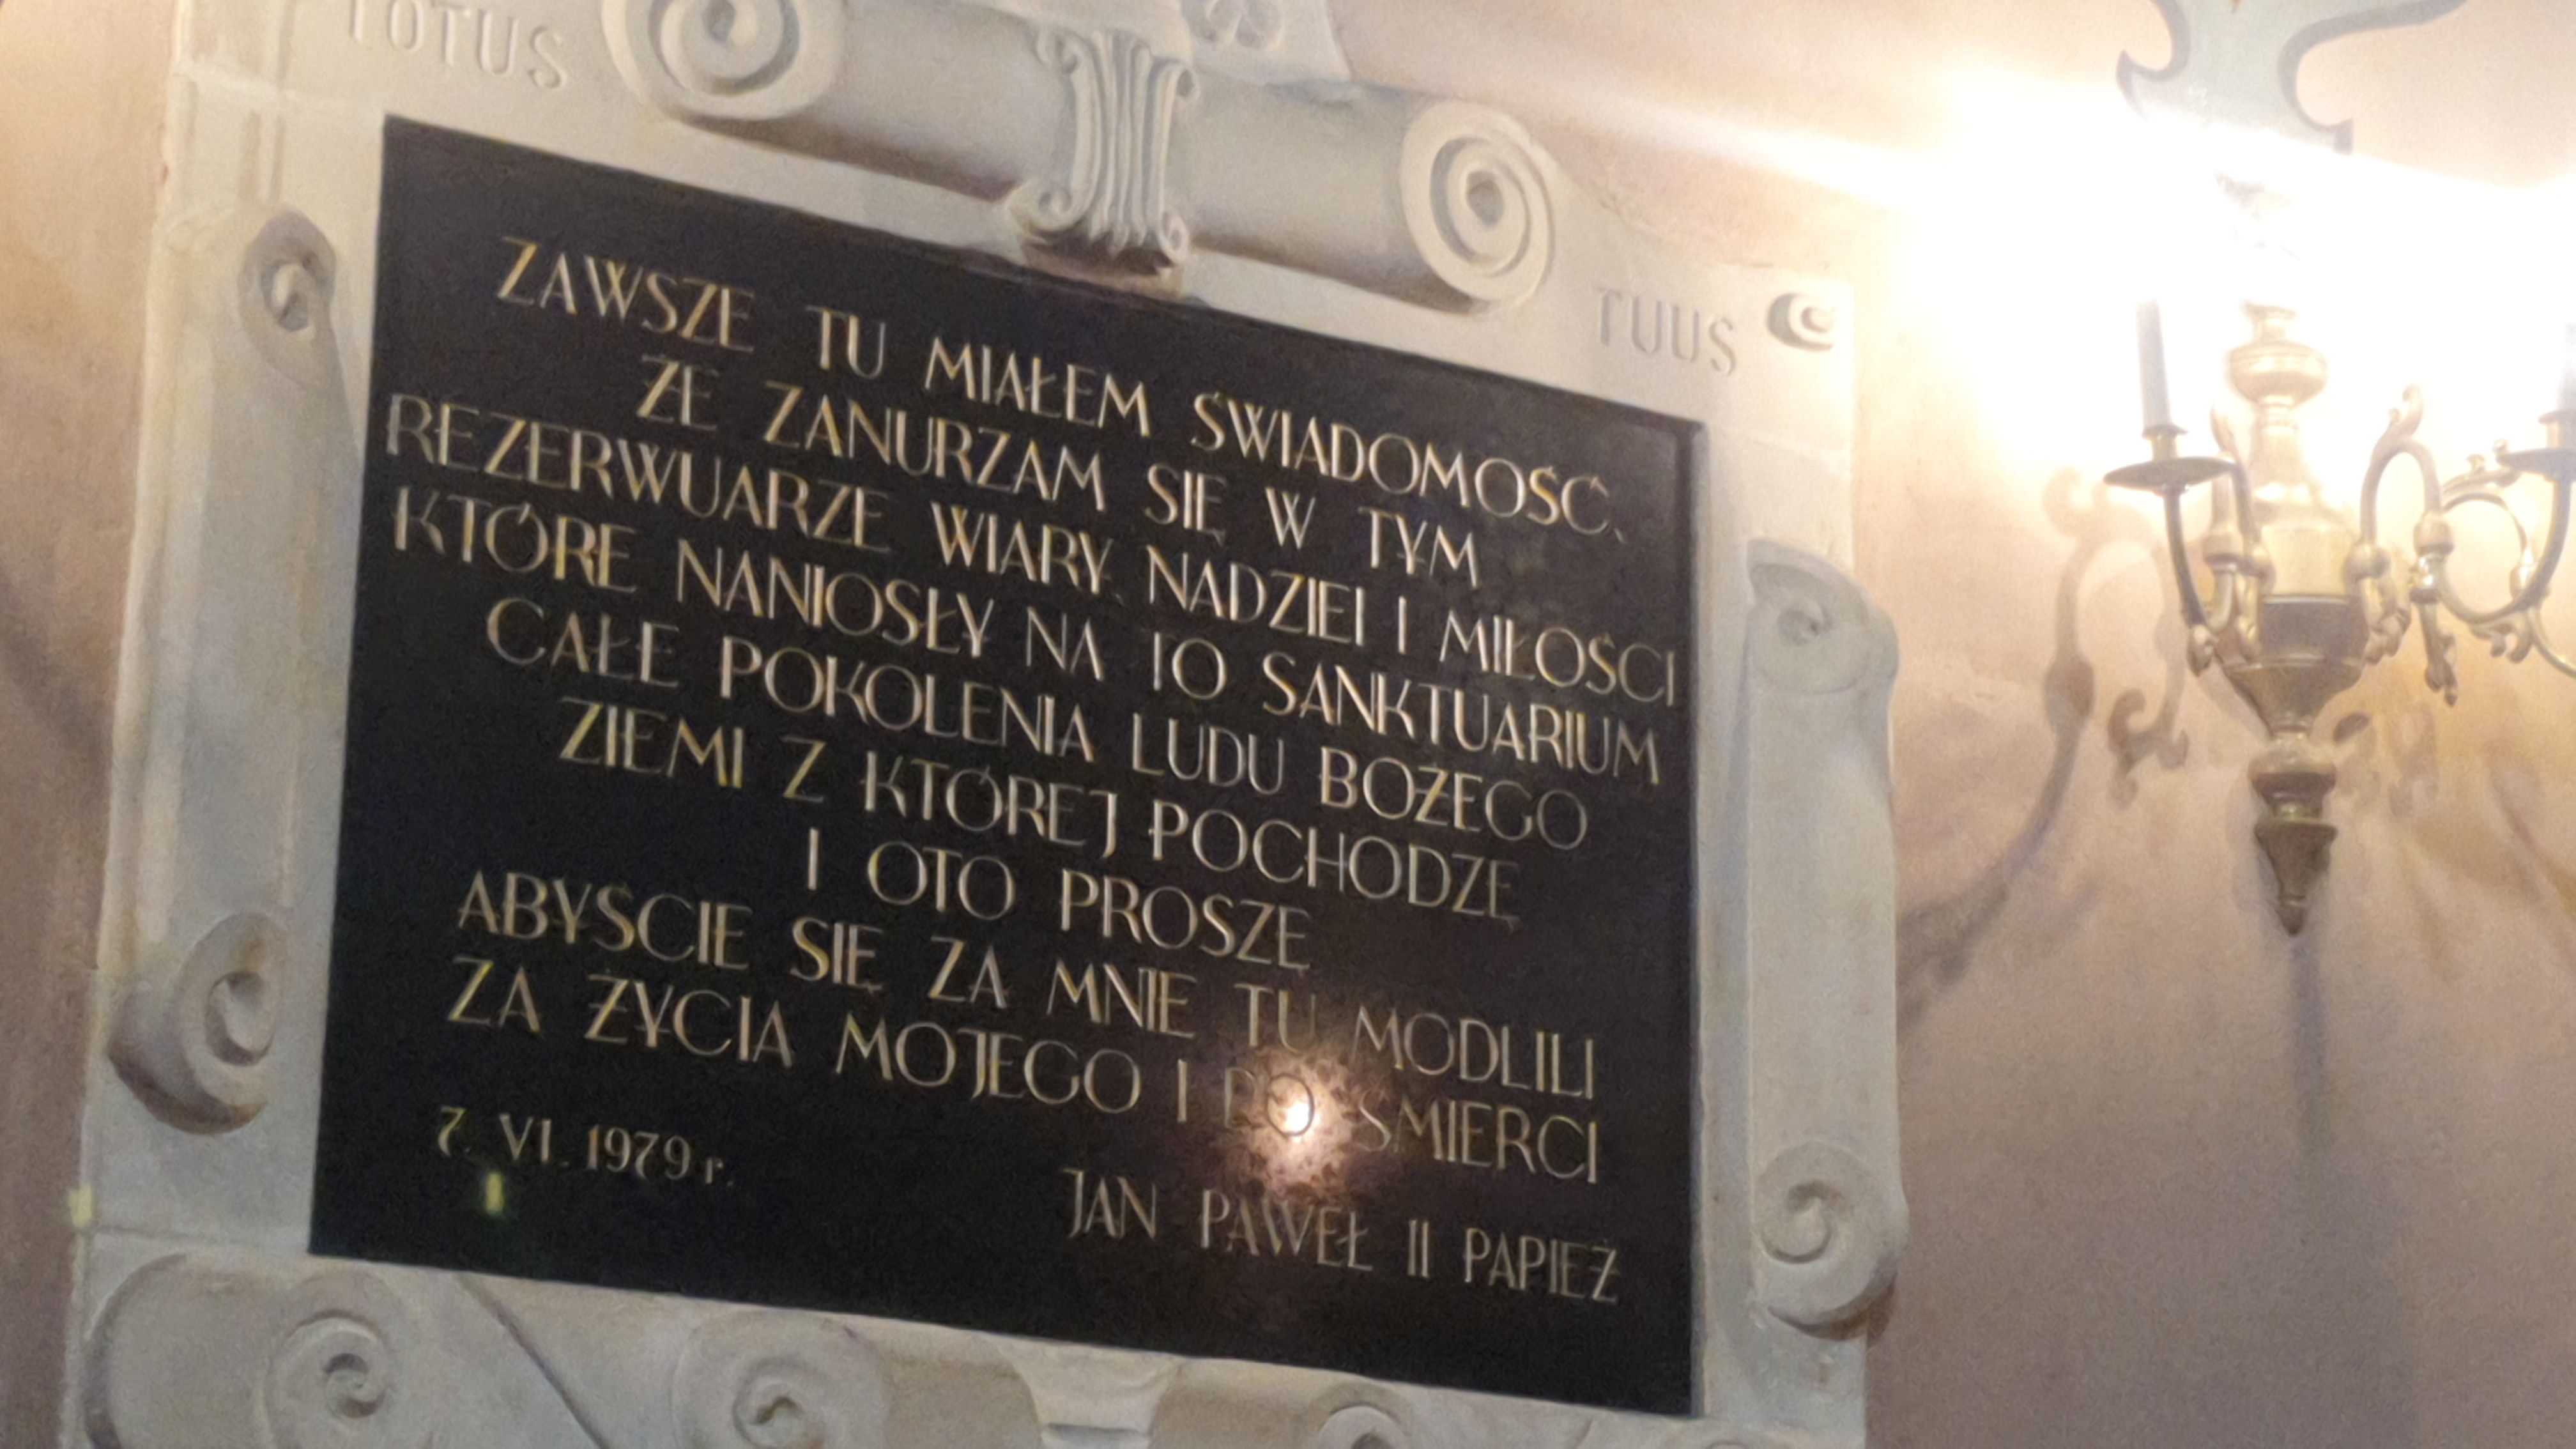 TOTUS
TUUS
ZAWSZE TU MIAŁEM ŚWIADOMOŚĆ,
ŻE ZANURZAM SIĘ W TYM
REZERWUARZE WIARY, NADZIEI I MIŁOŚCI
KTÓRE NANIOSŁY NA TO SANKTUARIUM
CAŁE POKOLENIA LUDU BOŻEGO
ZIEMI Z KTÓREJ POCHODZĘ
I OTO PROSZĘ
ABYŚCIE SIĘ ZA MNIE TU MODLILI
ZA ŻYCIA MOJEGO I PO ŚMIERCI
7. VI. 1979 r.
JAN PAWEŁ II PAPIEŻ